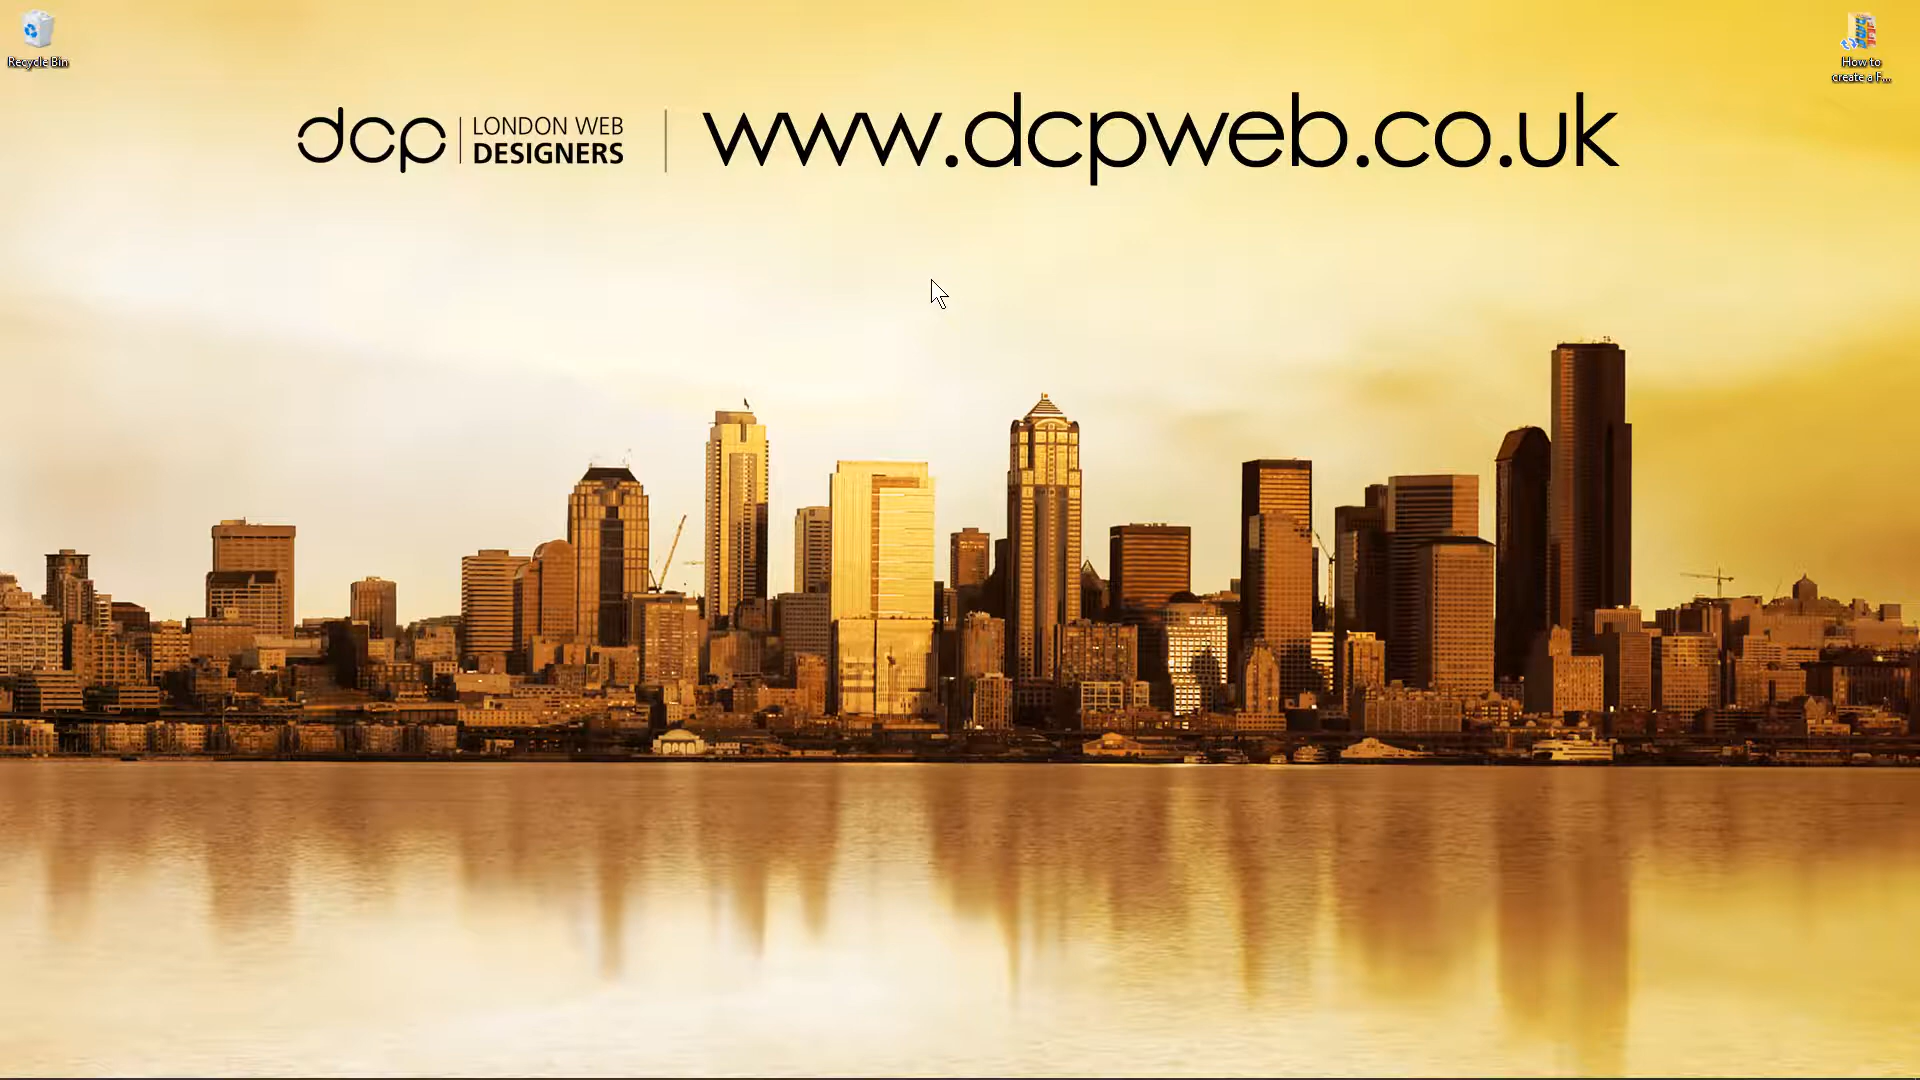 Recycle Bin
How to
create a F...
dcp
LONDON WEB
DESIGNERS
www.dcpweb.co.uk